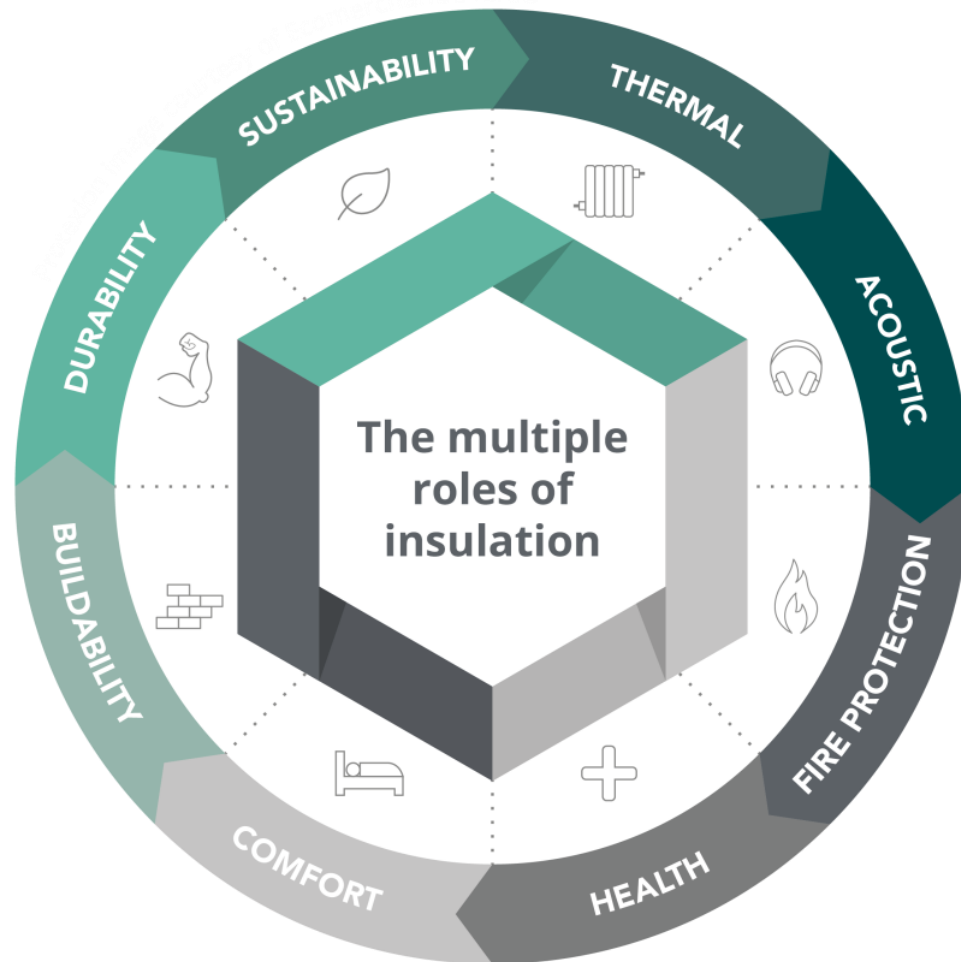 The multiple
roles of
insulation
THERMAL
ACOUSTIC
FIRE PROTECTION
HEALTH
COMFORT
BUILDABILITY
DURABILITY
SUSTAINABILITY